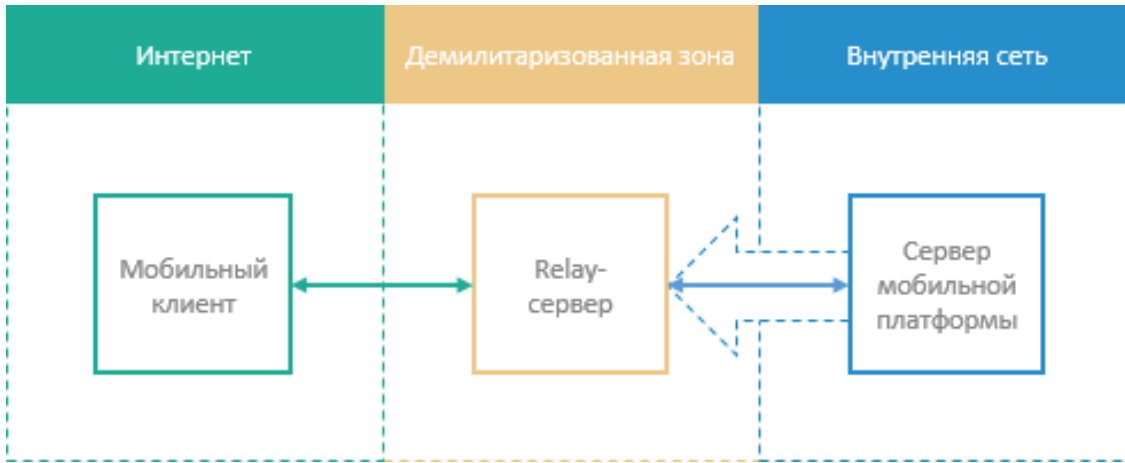 Интернет
Демилитаризованная зона
Внутренняя сеть
Мобильный
клиент
Relay-
сервер
Сервер
мобильной
платформы